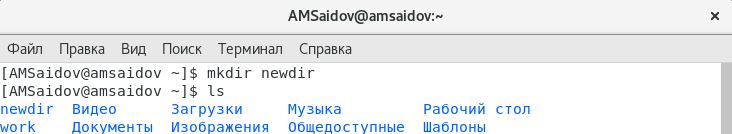 AMSaidov@amsaidov:~ ×
Файл Правка Вид Поиск Терминал Справка
[AMSaidov@amsaidov ~]$ mkdir newdir
[AMSaidov@amsaidov ~]$ ls
newdir Видео Загрузки Музыка Рабочий стол
work Документы Изображения Общедоступные Шаблоны